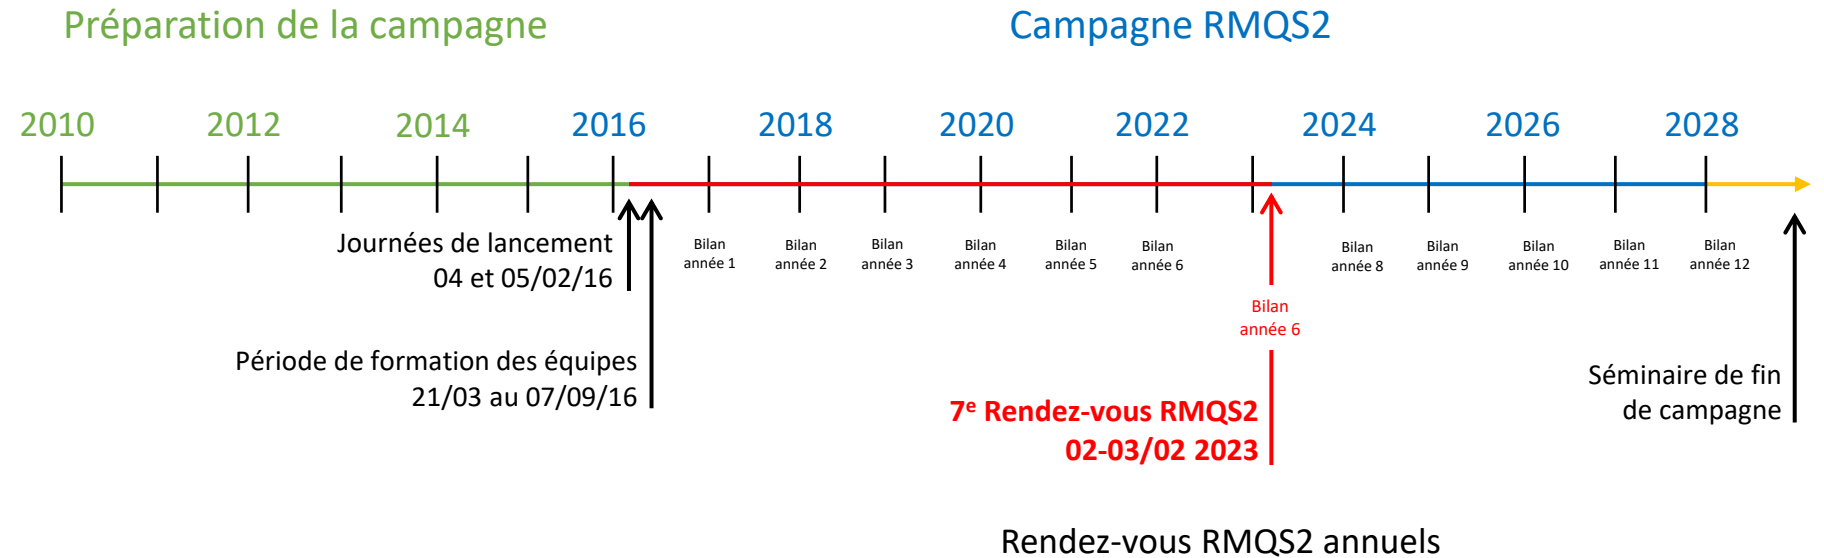 Préparation de la campagne
Campagne RMQS2
2010
2012
2014
2016
2018
2020
2022
2024
2026
2028
Journées de lancement
04 et 05/02/16
Bilan
année 1
Bilan
année 2
Bilan
année 3
Bilan
année 4
Bilan
année 5
Bilan
année 6
Bilan
année 8
Bilan
année 9
Bilan
année 10
Bilan
année 11
Bilan
année 12
Bilan
année 6
Période de formation des équipes
21/03 au 07/09/16
7e Rendez-vous RMQS2
02-03/02 2023
Séminaire de fin
de campagne
Rendez-vous RMQS2 annuels